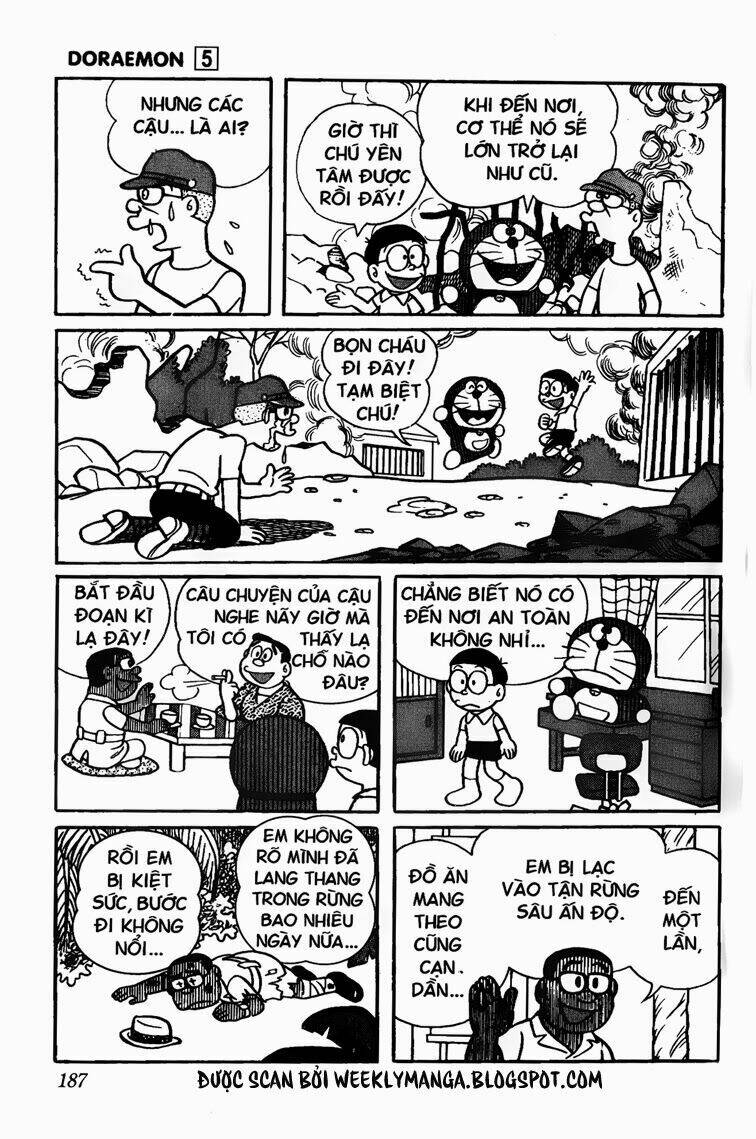 DORAEMON 5
KHI ĐẾN NƠI,
CƠ THỂ NÓ SẼ
LỚN TRỞ LẠI
NHƯ CŨ.
GIỜ THÌ
CHÚ YÊN
TÂM ĐƯỢC
RỒI ĐẤY!
NHƯNG CÁC
CẬU... LÀ AI?
BỌN CHÁU
ĐI ĐÂY!
TẠM BIỆT
CHÚ!
CHẲNG BIẾT NÓ CÓ
ĐẾN NƠI AN TOÀN
KHÔNG NHỈ...
CÂU CHUYỆN CỦA CẬU
NGHE NÃY GIỜ MÀ
TÔI CÓ THẤY LẠ
CHỖ NÀO
ĐÂU?
BẮT ĐẦU
ĐOẠN KÌ
LẠ ĐÂY!
ĐẾN
MỘT
LẦN,
EM BỊ LẠC
VÀO TẬN RỪNG
SÂU ẤN ĐỘ.
ĐỒ ĂN
MANG
THEO
CŨNG
CẠN
DẦN...
EM KHÔNG
RÕ MÌNH ĐÃ
LANG THANG
TRONG RỪNG
BAO NHIÊU
NGÀY NỮA...
RỒI EM
BỊ KIỆT
SỨC, BƯỚC
ĐI KHÔNG
NỔI...
187
ĐƯỢC SCAN BỞI WEEKLYMANGA.BLOGSPOT.COM